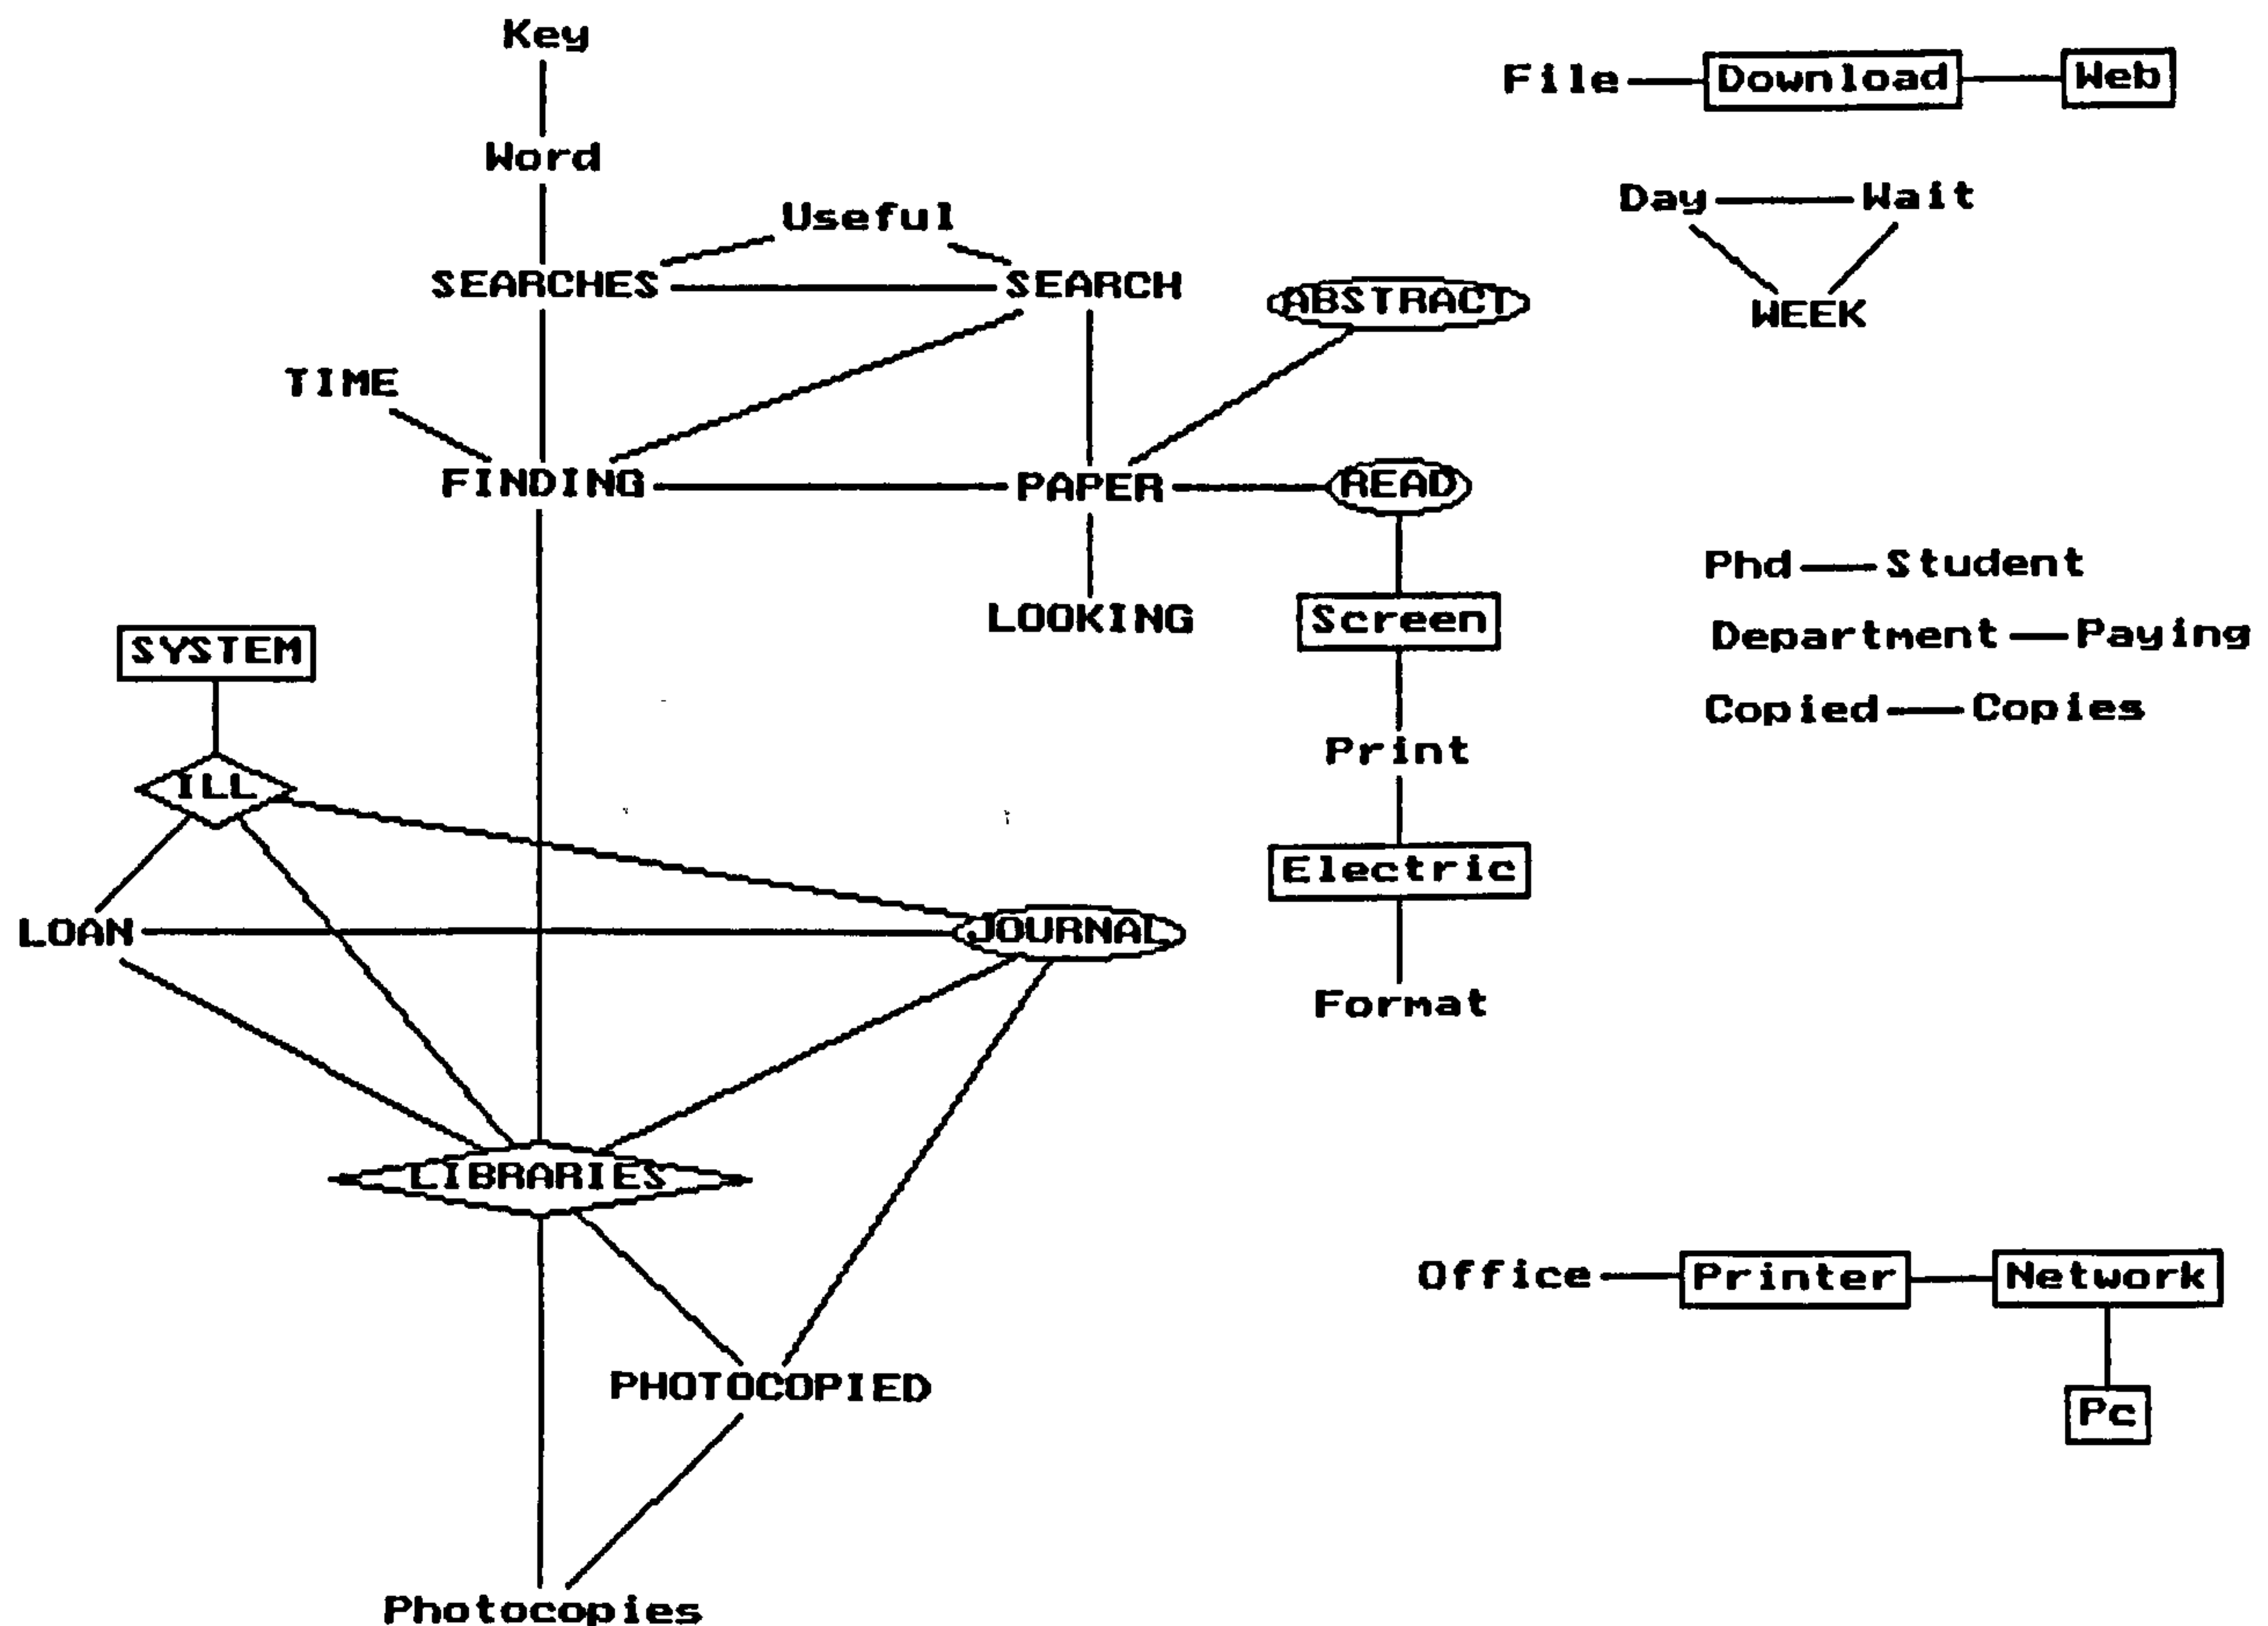 Key
File Download Web
Word
Day Wait
Useful
SEARCHES SEARCH ABSTRACT
WEEK
TIME
FINDING PAPER READ
Phd Student
LOOKING Screen
Department Paying
SYSTEM
Copied Copies
Print
ILL
Electric
LOAN JOURNAL
Format
LIBRARIES
Office Printer Network
PHOTOCOPIED
Pc
Photocopies